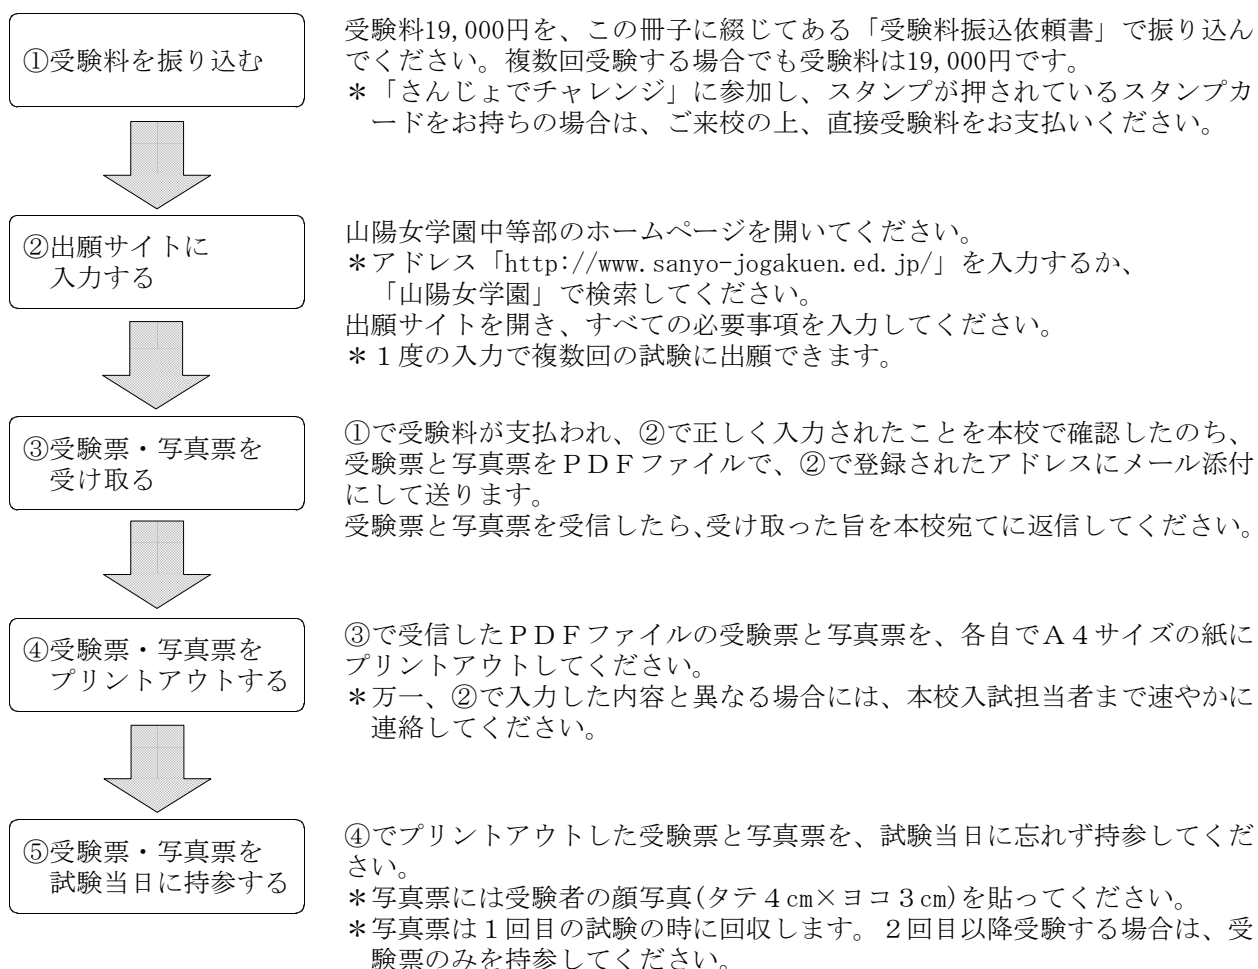 ①受験料を振り込む
受験料19,000円を、この冊子に綴じてある「受験料振込依頼書」で振り込ん
でください。複数回受験する場合でも受験料は19,000円です。
＊「さんじょでチャレンジ」に参加し、スタンプが押されているスタンプカ
ードをお持ちの場合は、ご来校の上、直接受験料をお支払いください。
②出願サイトに
入力する
山陽女学園中等部のホームページを開いてください。
＊アドレス「http://www.sanyo-jogakuen.ed.jp/」を入力するか、
「山陽女学園」で検索してください。
出願サイトを開き、すべての必要事項を入力してください。
＊１度の入力で複数回の試験に出願できます。
③受験票・写真票を
受け取る
①で受験料が支払われ、②で正しく入力されたことを本校で確認したのち、
受験票と写真票をＰＤＦファイルで、②で登録されたアドレスにメール添付
にして送ります。
受験票と写真票を受信したら、受け取った旨を本校宛てに返信してください。
④受験票・写真票を
プリントアウトする
③で受信したＰＤＦファイルの受験票と写真票を、各自でＡ４サイズの紙に
プリントアウトしてください。
＊万一、②で入力した内容と異なる場合には、本校入試担当者まで速やかに
連絡してください。
⑤受験票・写真票を
試験当日に持参する
④でプリントアウトした受験票と写真票を、試験当日に忘れず持参してくだ
さい。
＊写真票には受験者の顔写真(タテ４cm×ヨコ３cm)を貼ってください。
＊写真票は１回目の試験の時に回収します。２回目以降受験する場合は、受
験票のみを持参してください。